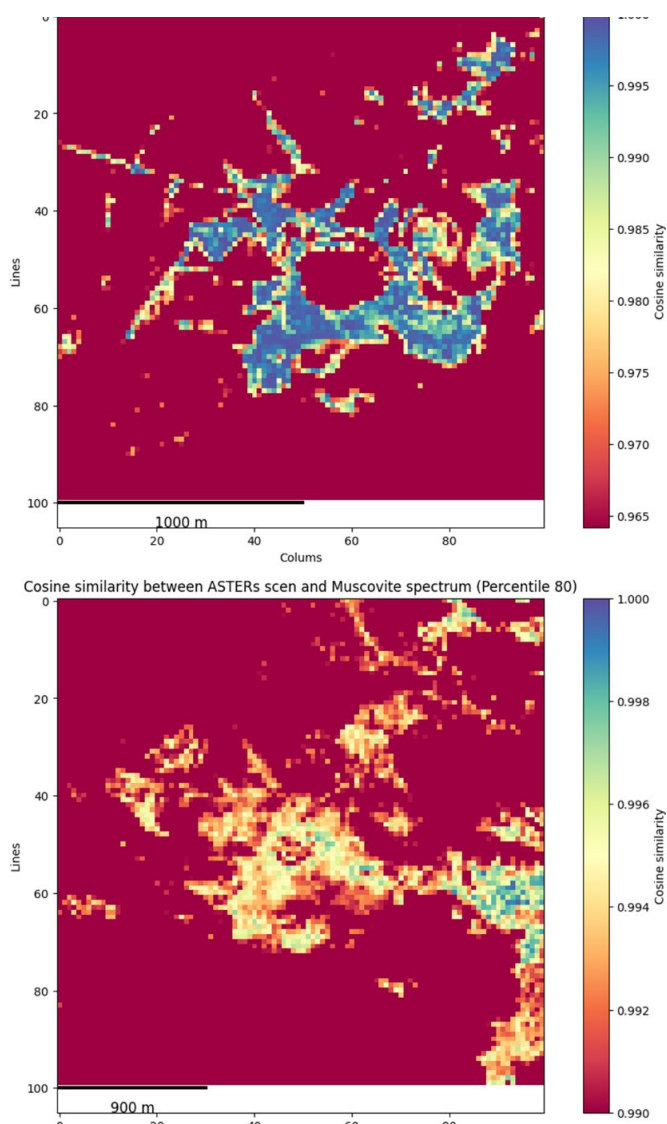 0
20
40
60
80
100
Lines
1000 m
0 20 40 60 80
Colums
0.995
0.990
0.985
0.980
0.975
0.970
0.965
Cosine similarity
Cosine similarity between ASTERs scen and Muscovite spectrum (Percentile 80)
0
20
40
60
80
100
Lines
900 m
1.000
0.998
0.996
0.994
0.992
0.990
Cosine similarity